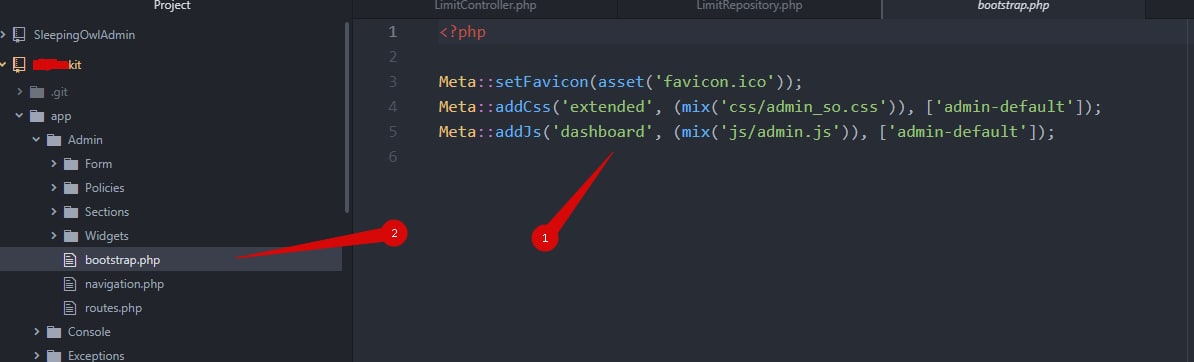 Project
SleepingOwlAdmin
kit
.git
app
Admin
Form
Policies
Sections
Widgets
bootstrap.php
navigation.php
routes.php
Console
Exceptions
LimitController.php
LimitRepository.php
bootstrap.php
1 <?php
2
3 Meta::setFavicon(asset('favicon.ico'));
4 Meta::addCss('extended', (mix('css/admin_so.css')), ['admin-default']);
5 Meta::addJs('dashboard', (mix('js/admin.js')), ['admin-default']);
6
2
1